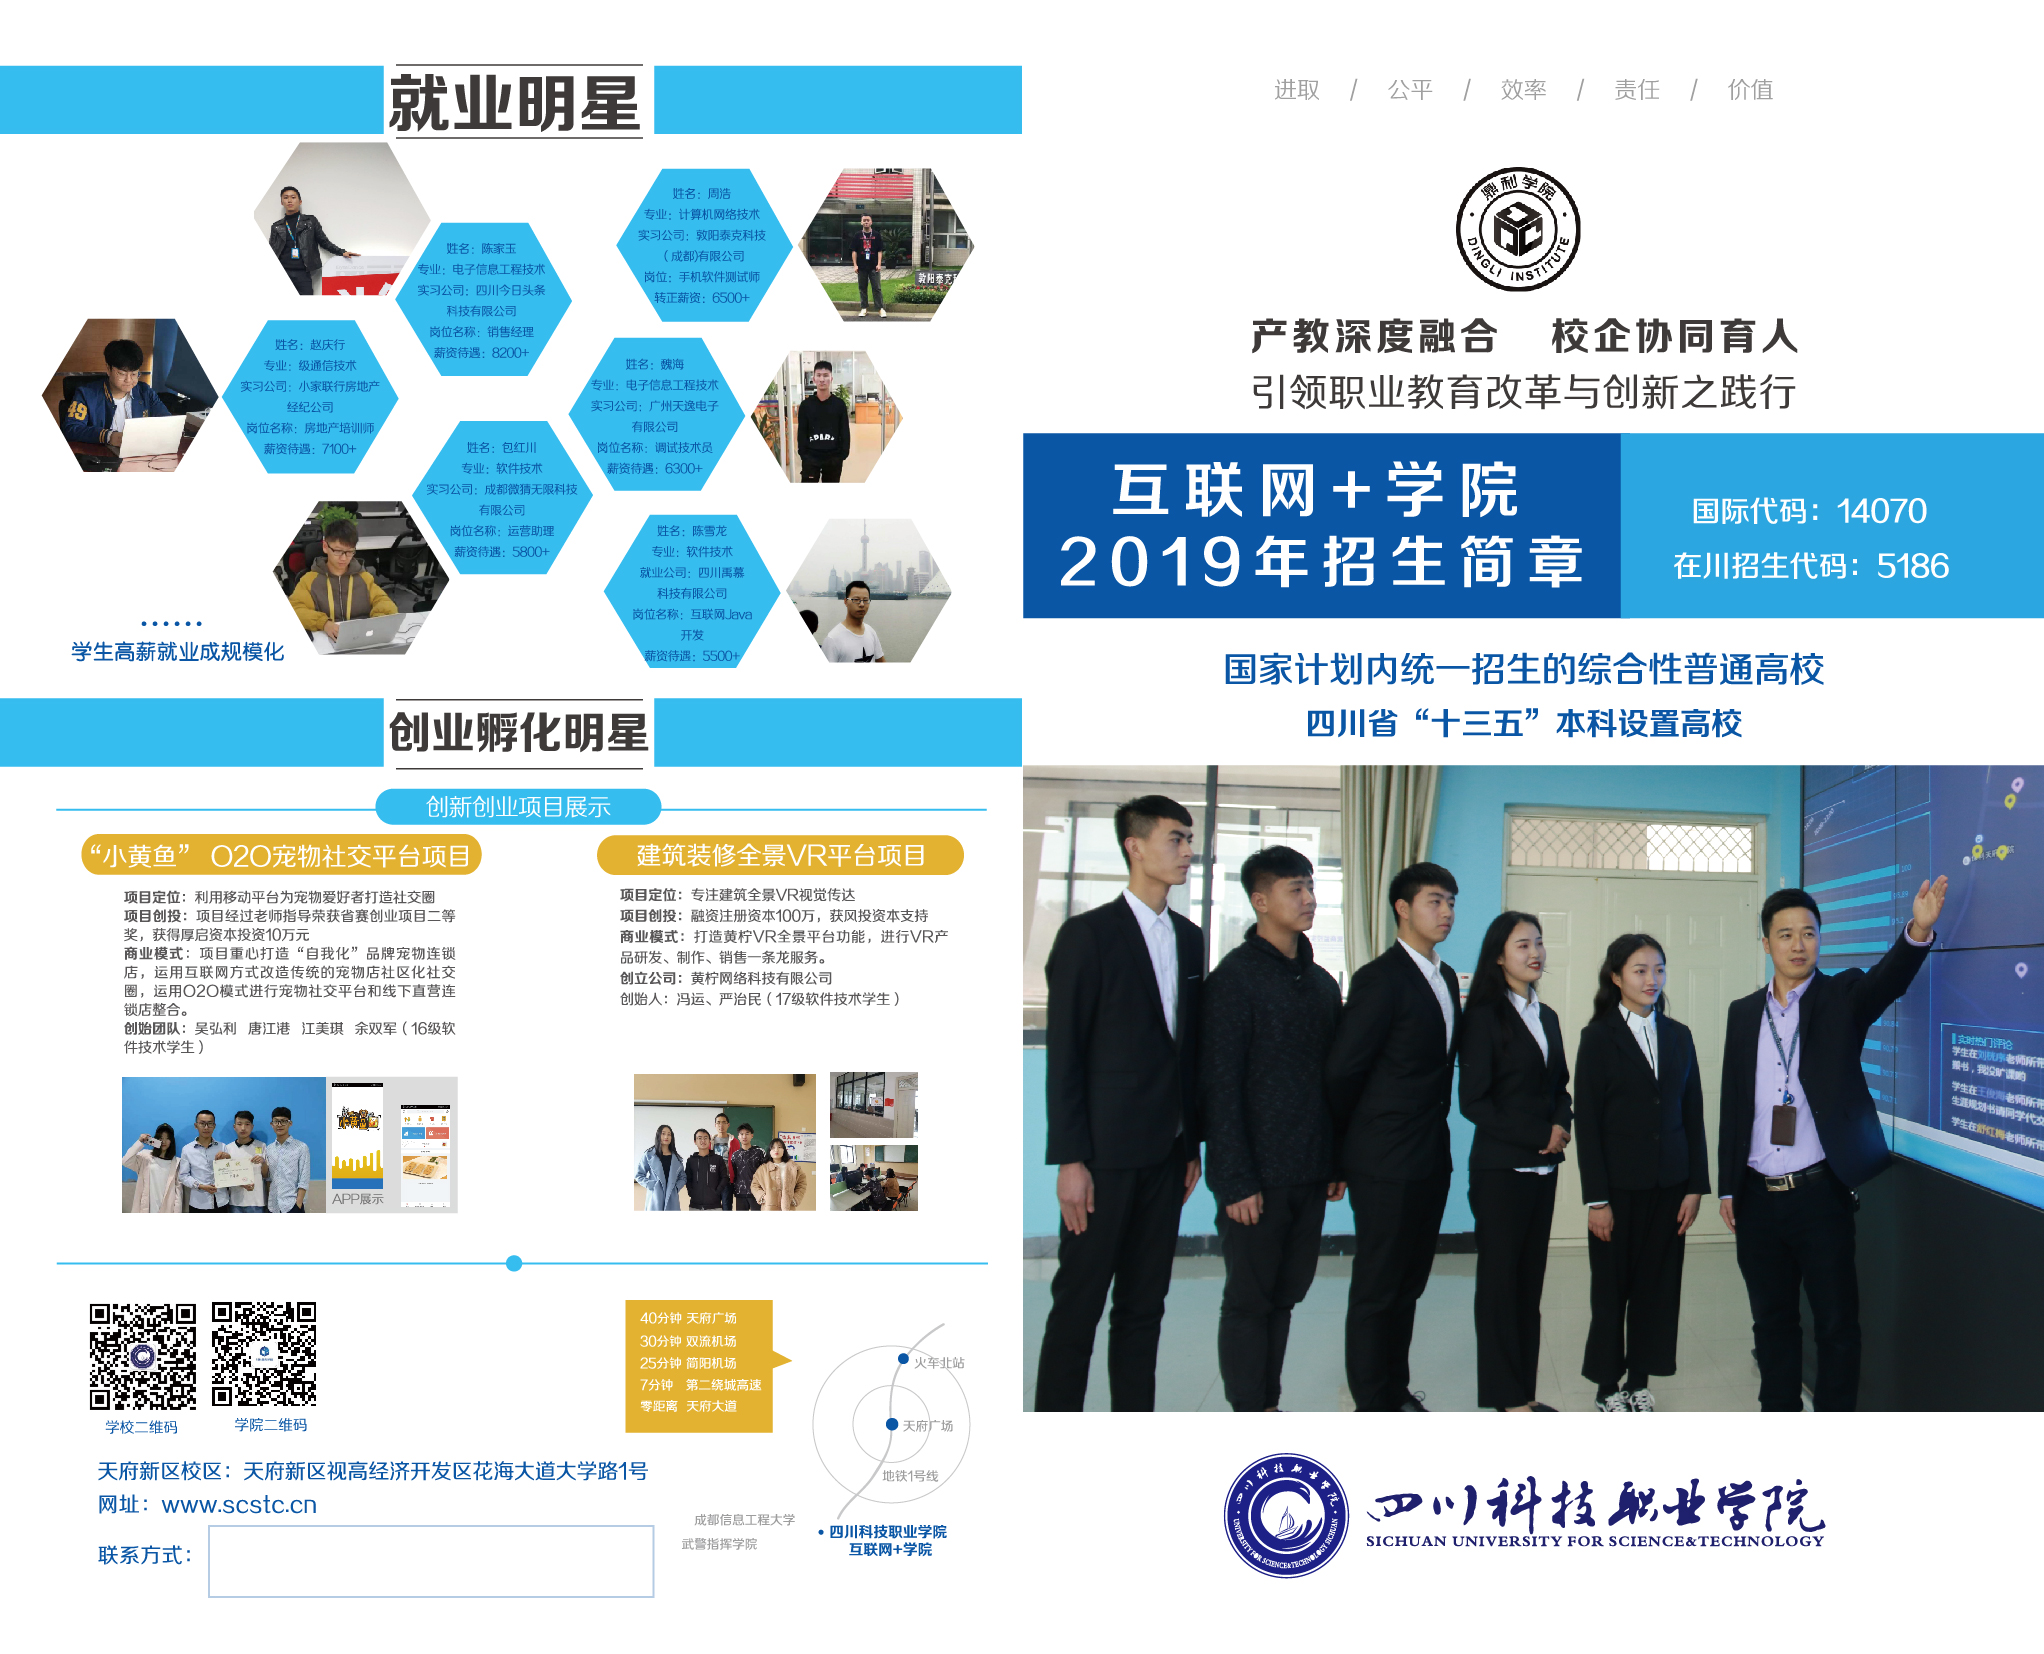 就业明星
姓名：陈家玉
专业：电子信息工程技术
实习公司：四川今日头条
科技有限公司
岗位名称：销售经理
薪资待遇：8200+
姓名：周浩
专业：计算机网络技术
实习公司：敦阳泰克科技
（成都)有限公司
岗位：手机软件测试师
转正薪资：6500+
敦阳泰克
姓名：赵庆行
专业：级通信技术
实习公司：小家联行房地产
经纪公司
岗位名称：房地产培训师
薪资待遇：7100+
49
姓名：魏海
专业：电子信息工程技术
实习公司：广州天逸电子
有限公司
岗位名称：调试技术员
薪资待遇：6300+
姓名：包红川
专业：软件技术
实习公司：成都微猜无限科技
有限公司
岗位名称：运营助理
薪资待遇：5800+
姓名：陈雪龙
专业：软件技术
就业公司：四川禹幕
科技有限公司
岗位名称：互联网Java
开发
薪资待遇：5500+
······
学生高薪就业成规模化
创业孵化明星
创新创业项目展示
“小黄鱼” O2O宠物社交平台项目
项目定位：利用移动平台为宠物爱好者打造社交圈
项目创投：项目经过老师指导荣获省赛创业项目二等
奖，获得厚启资本投资10万元
商业模式：项目重心打造“自我化”品牌宠物连锁
店，运用互联网方式改造传统的宠物店社区化社交
圈，运用O2O模式进行宠物社交平台和线下直营连
锁店整合。
创始团队：吴弘利 唐江港 江美琪 余双军（16级软
件技术学生）
APP展示
建筑装修全景VR平台项目
项目定位：专注建筑全景VR视觉传达
项目创投：融资注册资本100万，获风投资本支持
商业模式：打造黄柠VR全景平台功能，进行VR产
品研发、制作、销售一条龙服务。
创立公司：黄柠网络科技有限公司
创始人：冯运、严冶民（17级软件技术学生）
学校二维码
学院二维码
40分钟 天府广场
30分钟 双流机场
25分钟 简阳机场
7分钟 第二绕城高速
零距离 天府大道
火车北站
天府广场
地铁1号线
成都信息工程大学
武警指挥学院
• 四川科技职业学院
互联网+学院
天府新区校区：天府新区视高经济开发区花海大道大学路1号
网址：www.scstc.cn
联系方式：
进取 / 公平 / 效率 / 责任 / 价值
鼎利学院
DINGLI INSTITUTE
产教深度融合 校企协同育人
引领职业教育改革与创新之践行
互联网+学院
2019年招生简章
国际代码：14070
在川招生代码：5186
国家计划内统一招生的综合性普通高校
四川省“十三五”本科设置高校
实时热门评论
四川科技职业学院
UNIVERSITY FOR SCIENCE&TECHNOLOGY SICHUAN
四川科技职业学院
SICHUAN UNIVERSITY FOR SCIENCE&TECHNOLOGY